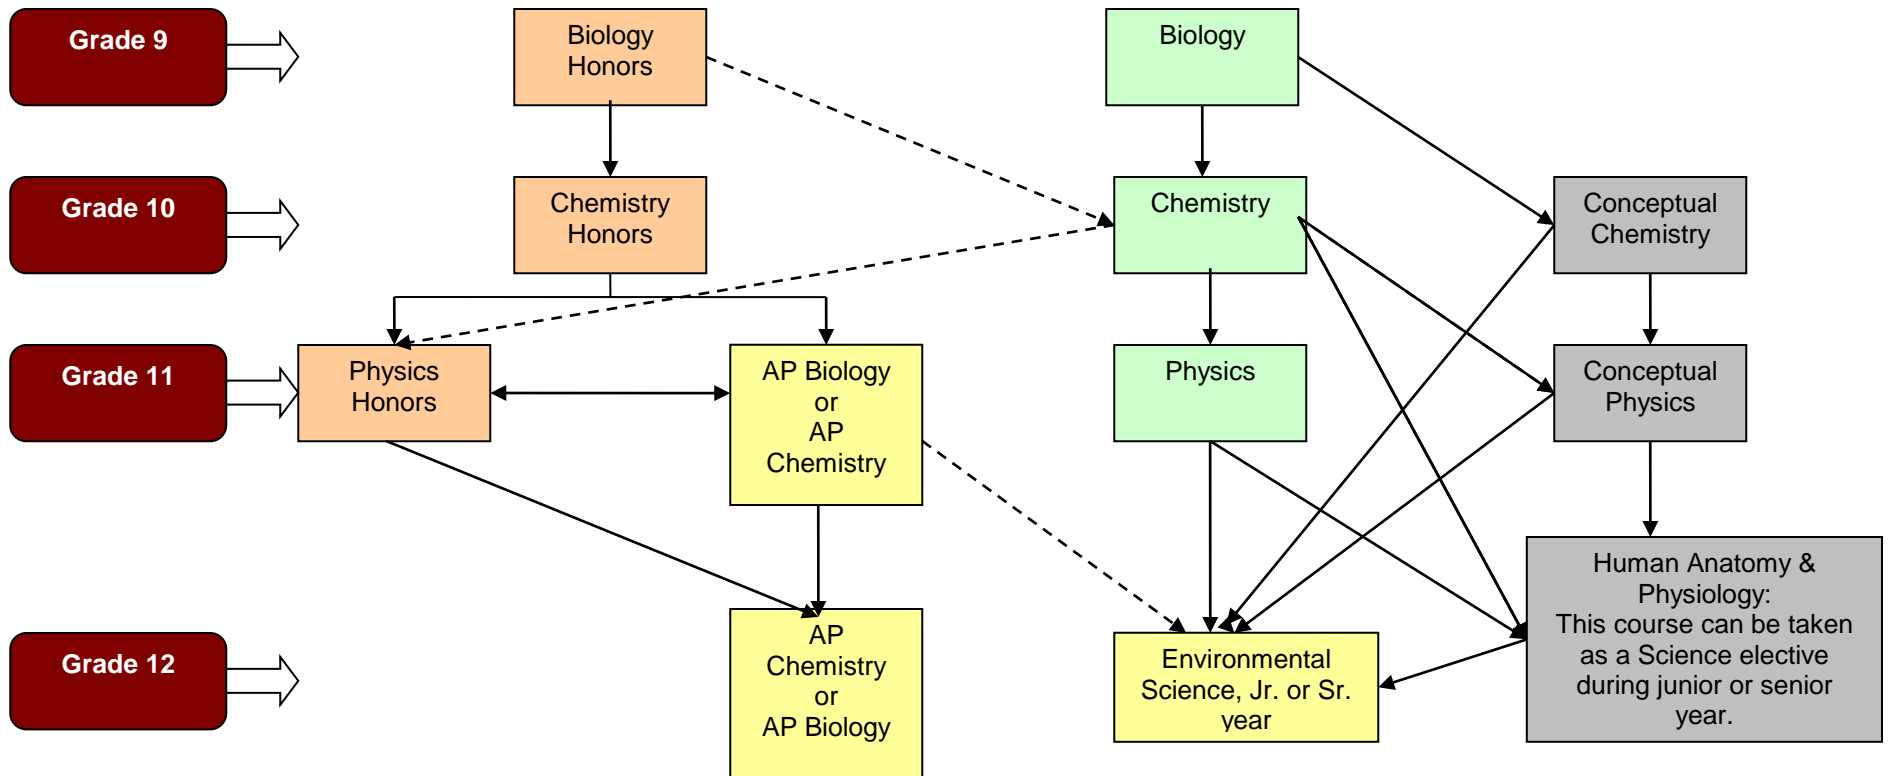 Grade 9
Biology
Honors
Biology
Grade 10
Chemistry
Honors
Chemistry
Conceptual
Chemistry
Grade 11
Physics
Honors
AP Biology
or
AP
Chemistry
Physics
Conceptual
Physics
Grade 12
AP
Chemistry
or
AP Biology
Environmental
Science, Jr. or Sr.
year
Human Anatomy &
Physiology:
This course can be taken
as a Science elective
during junior or senior
year.